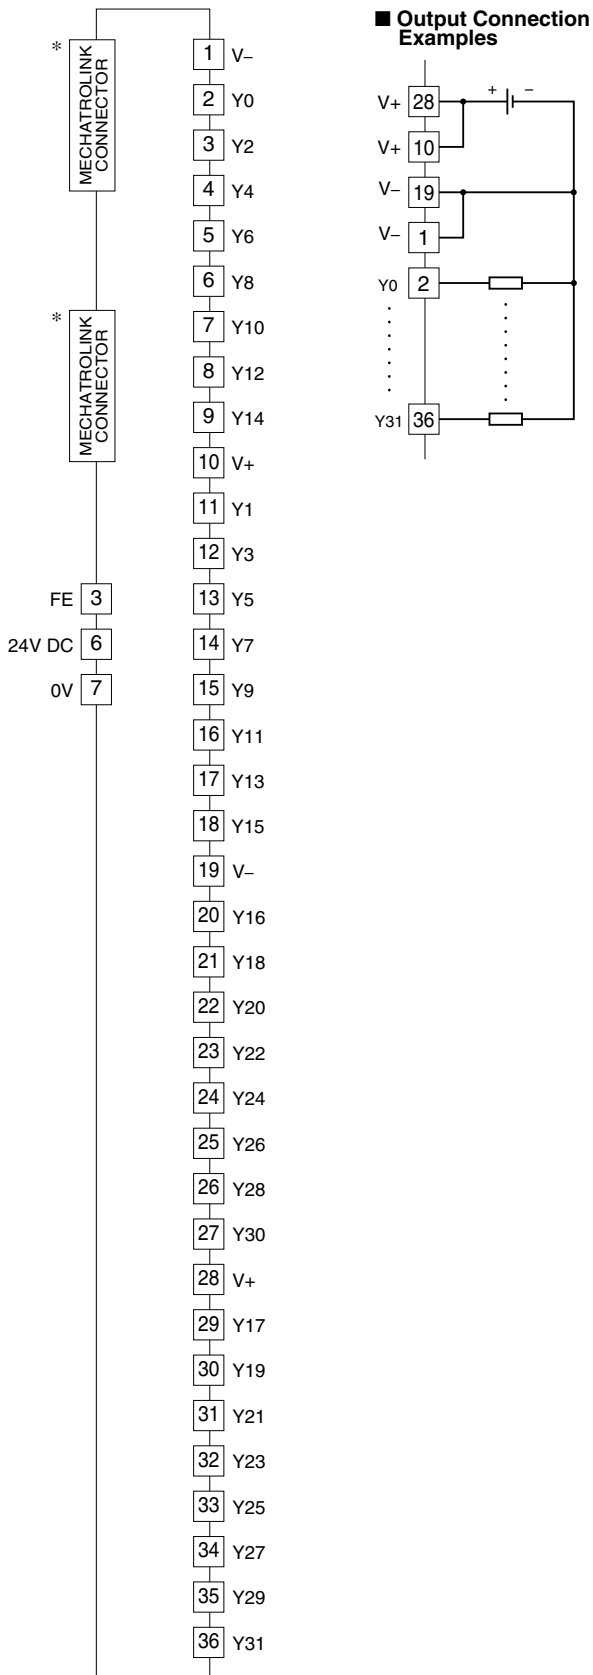 *
MECHATROLINK
CONNECTOR
*
MECHATROLINK
CONNECTOR
FE 3
24V DC 6
0V 7
1 V–
2 Y0
3 Y2
4 Y4
5 Y6
6 Y8
7 Y10
8 Y12
9 Y14
10 V+
11 Y1
12 Y3
13 Y5
14 Y7
15 Y9
16 Y11
17 Y13
18 Y15
19 V–
20 Y16
21 Y18
22 Y20
23 Y22
24 Y24
25 Y26
26 Y28
27 Y30
28 V+
29 Y17
30 Y19
31 Y21
32 Y23
33 Y25
34 Y27
35 Y29
36 Y31
■ Output Connection
Examples
V+ 28 + –
V+ 10
V– 19
V– 1
Y0 2
Y31 36